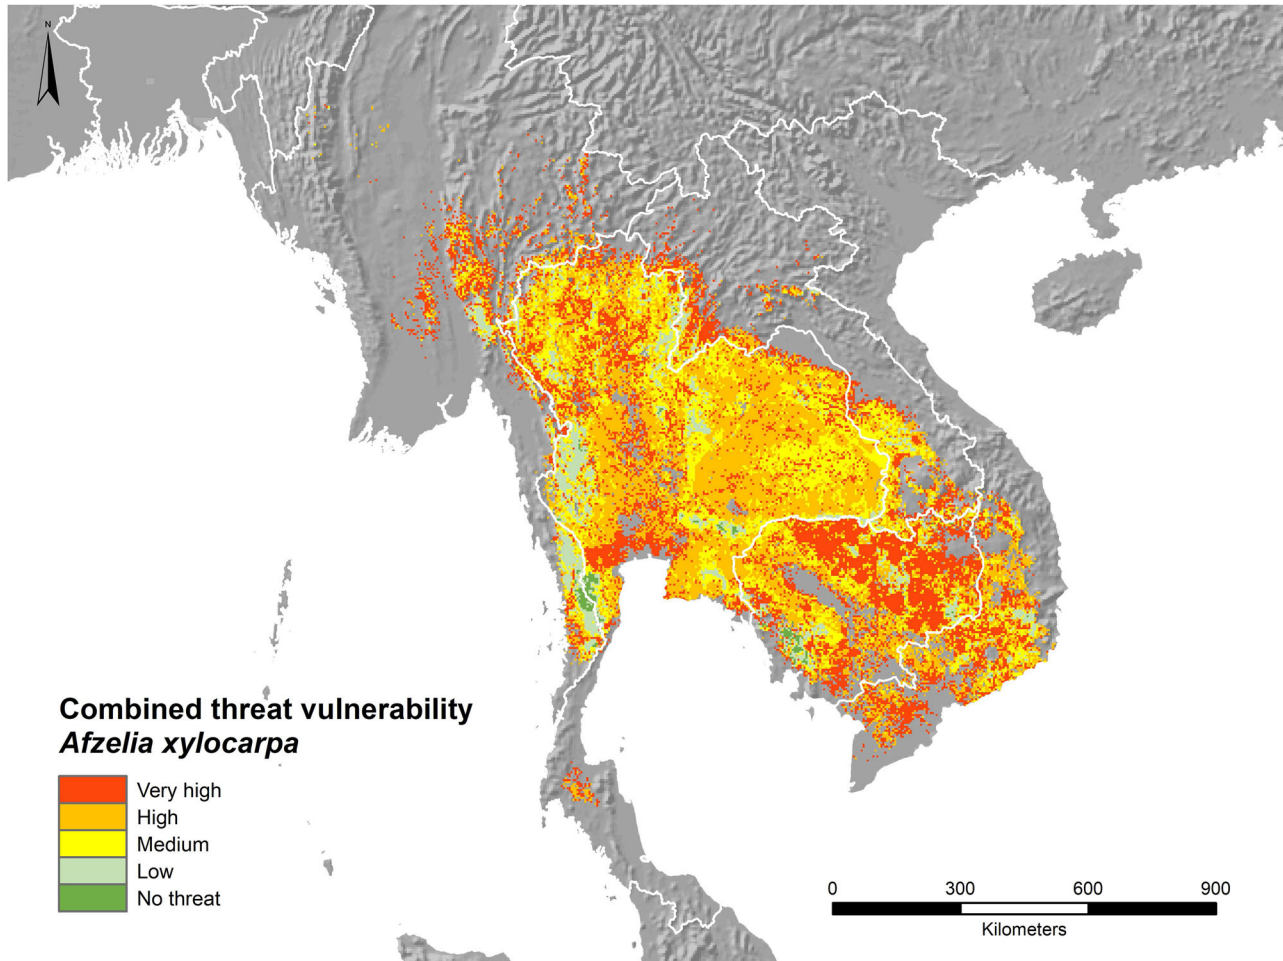 N
Combined threat vulnerability
Afzelia xylocarpa
Very high
High
Medium
Low
No threat
0 300 600 900
Kilometers